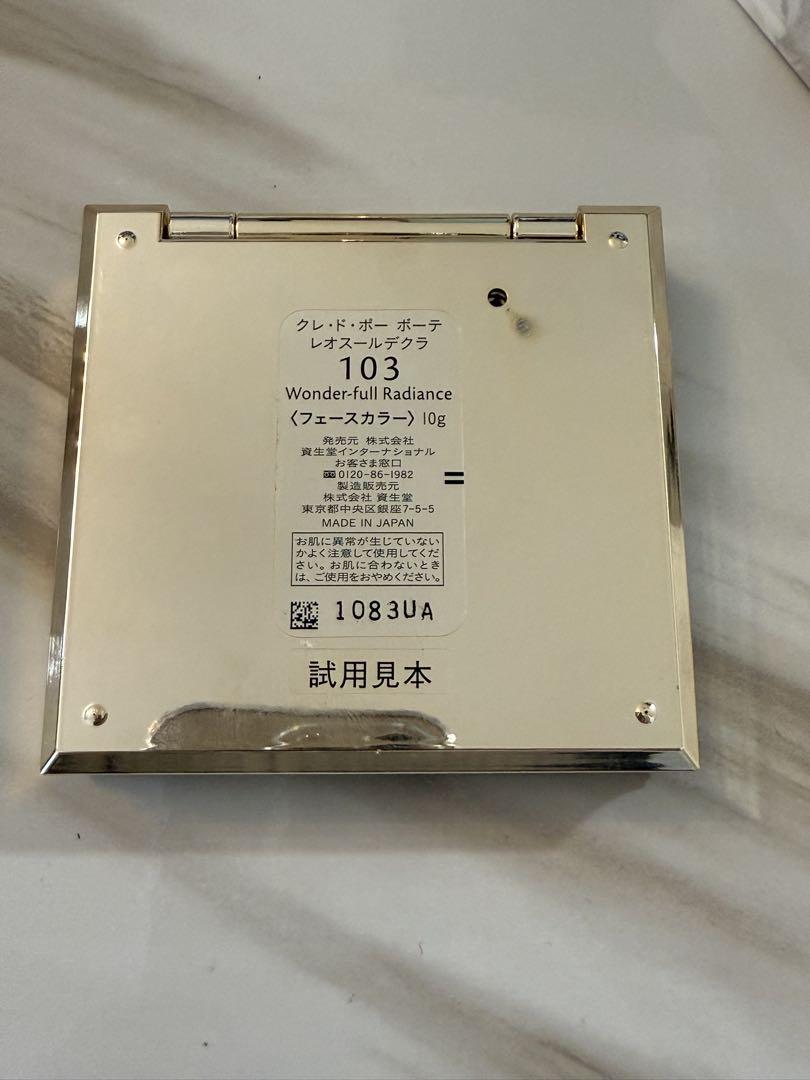 クレ・ド・ポー ボーテ
レオスールデクラ
103
Wonder-full Radiance
〈フェースカラー〉10g
発売元 株式会社
資生堂インターナショナル
お客さま窓口
0120-86-1982
製造販売元
株式会社 資生堂
東京都中央区銀座7-5-5
MADE IN JAPAN
お肌に異常が生じていない
かよく注意して使用してくだ
さい。お肌に合わないとき
は、ご使用をおやめください。
1083UA
試用見本